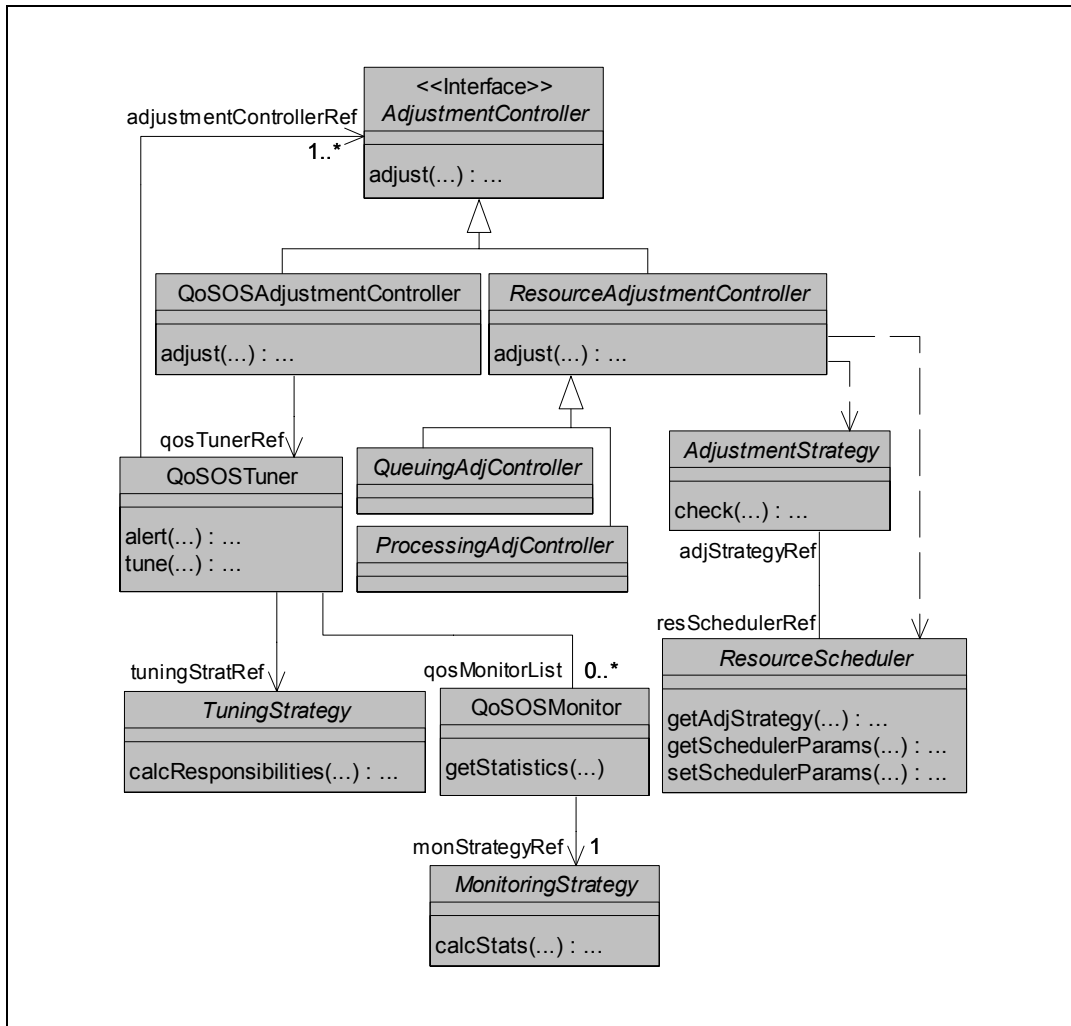 <<Interface>>
AdjustmentController
adjust(...) : ...
adjustmentControllerRef
1..*
QoSOSAdjustmentController
adjust(...) : ...
ResourceAdjustmentController
adjust(...) : ...
qosTunerRef
QoSOSTuner
alert(...) : ...
tune(...) : ...
QueuingAdjController
ProcessingAdjController
AdjustmentStrategy
check(...) : ...
adjStrategyRef
resSchedulerRef
ResourceScheduler
getAdjStrategy(...) : ...
getSchedulerParams(...) : ...
setSchedulerParams(...) : ...
tuningStratRef
TuningStrategy
calcResponsibilities(...) : ...
qosMonitorList
0..*
QoSOSMonitor
getStatistics(...)
monStrategyRef
1
MonitoringStrategy
calcStats(...) : ...